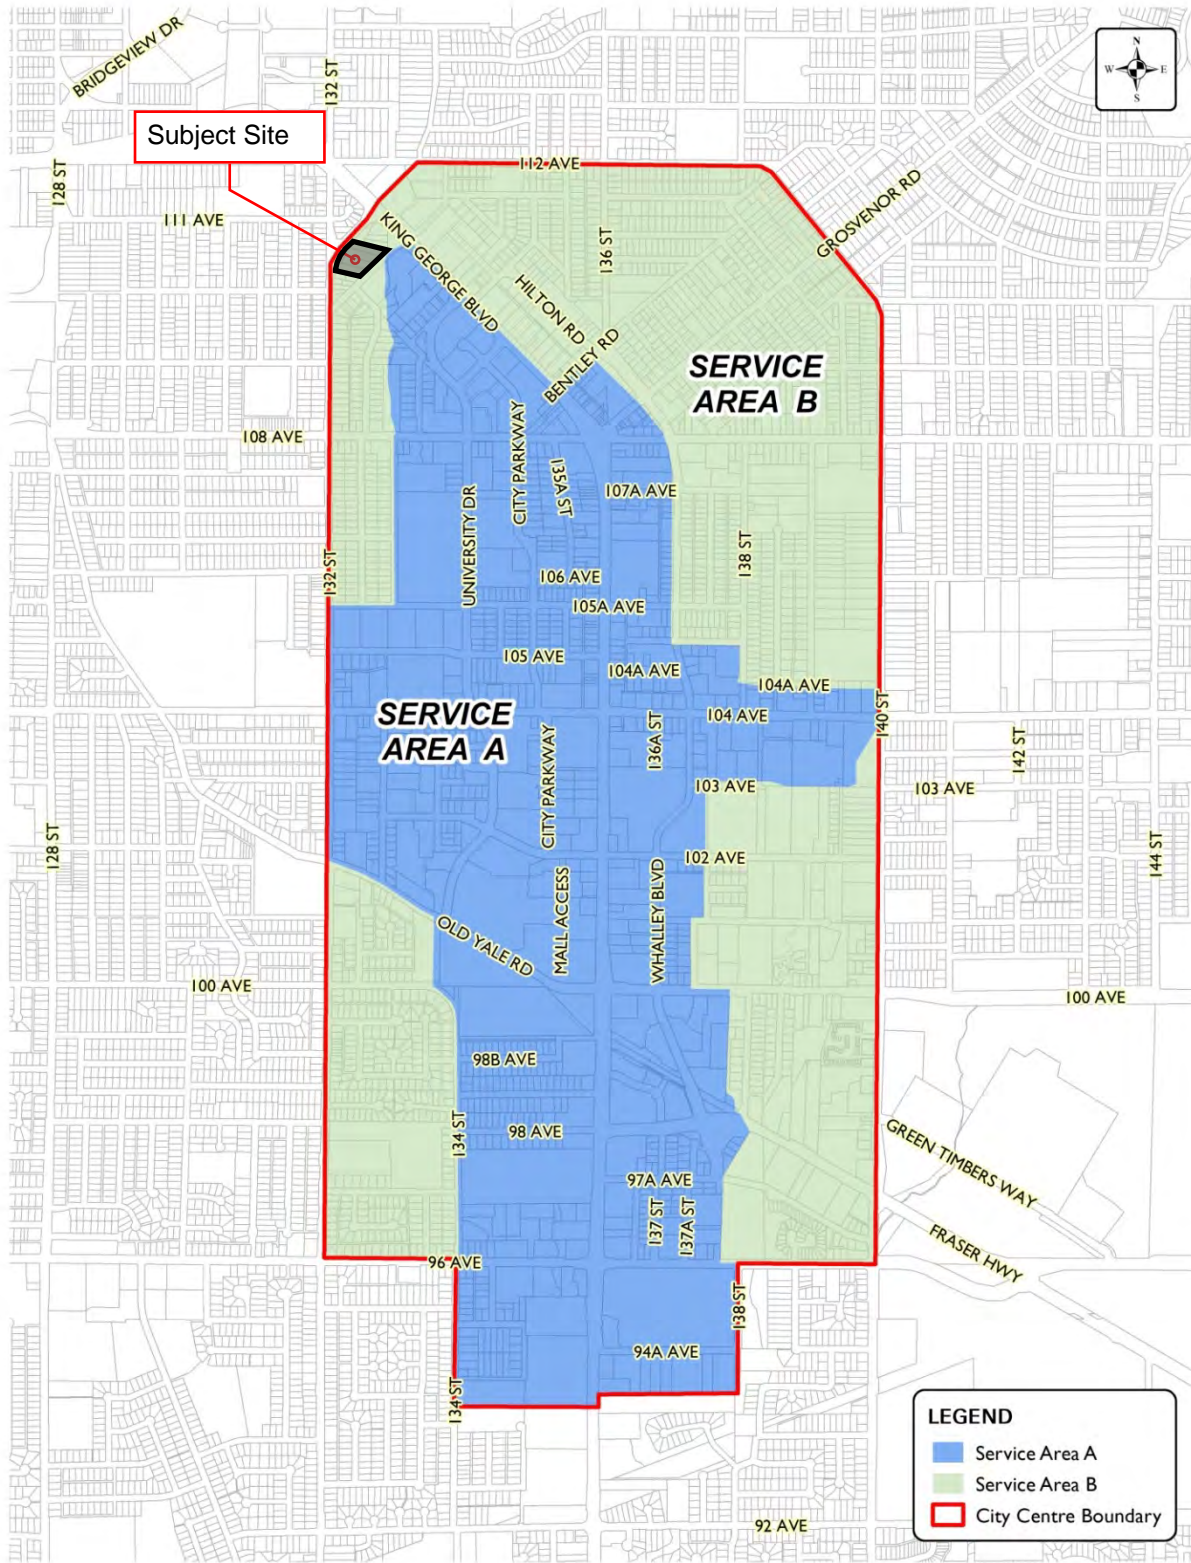 BRIDGEVIEW DR
132 ST
N
W
E
S
Subject Site
112 AVE
128 ST
GROSVENOR RD
111 AVE
KING GEORGE BLVD
136 ST
HILTON RD
BENTLEY RD
SERVICE
AREA B
108 AVE
CITY PARKWAY
135A ST
107A AVE
UNIVERSITY DR
138 ST
132 ST
106 AVE
105A AVE
105 AVE
104A AVE
104A AVE
SERVICE
AREA A
104 AVE
140 ST
136A ST
142 ST
CITY PARKWAY
103 AVE
103 AVE
128 ST
102 AVE
144 ST
MALL ACCESS
WHALLEY BLVD
OLD YALE RD
100 AVE
100 AVE
98B AVE
134 ST
98 AVE
GREEN TIMBERS WAY
97A AVE
137 ST
137A ST
FRASER HWY
96 AVE
138 ST
94A AVE
134 ST
LEGEND
Service Area A
Service Area B
City Centre Boundary
92 AVE